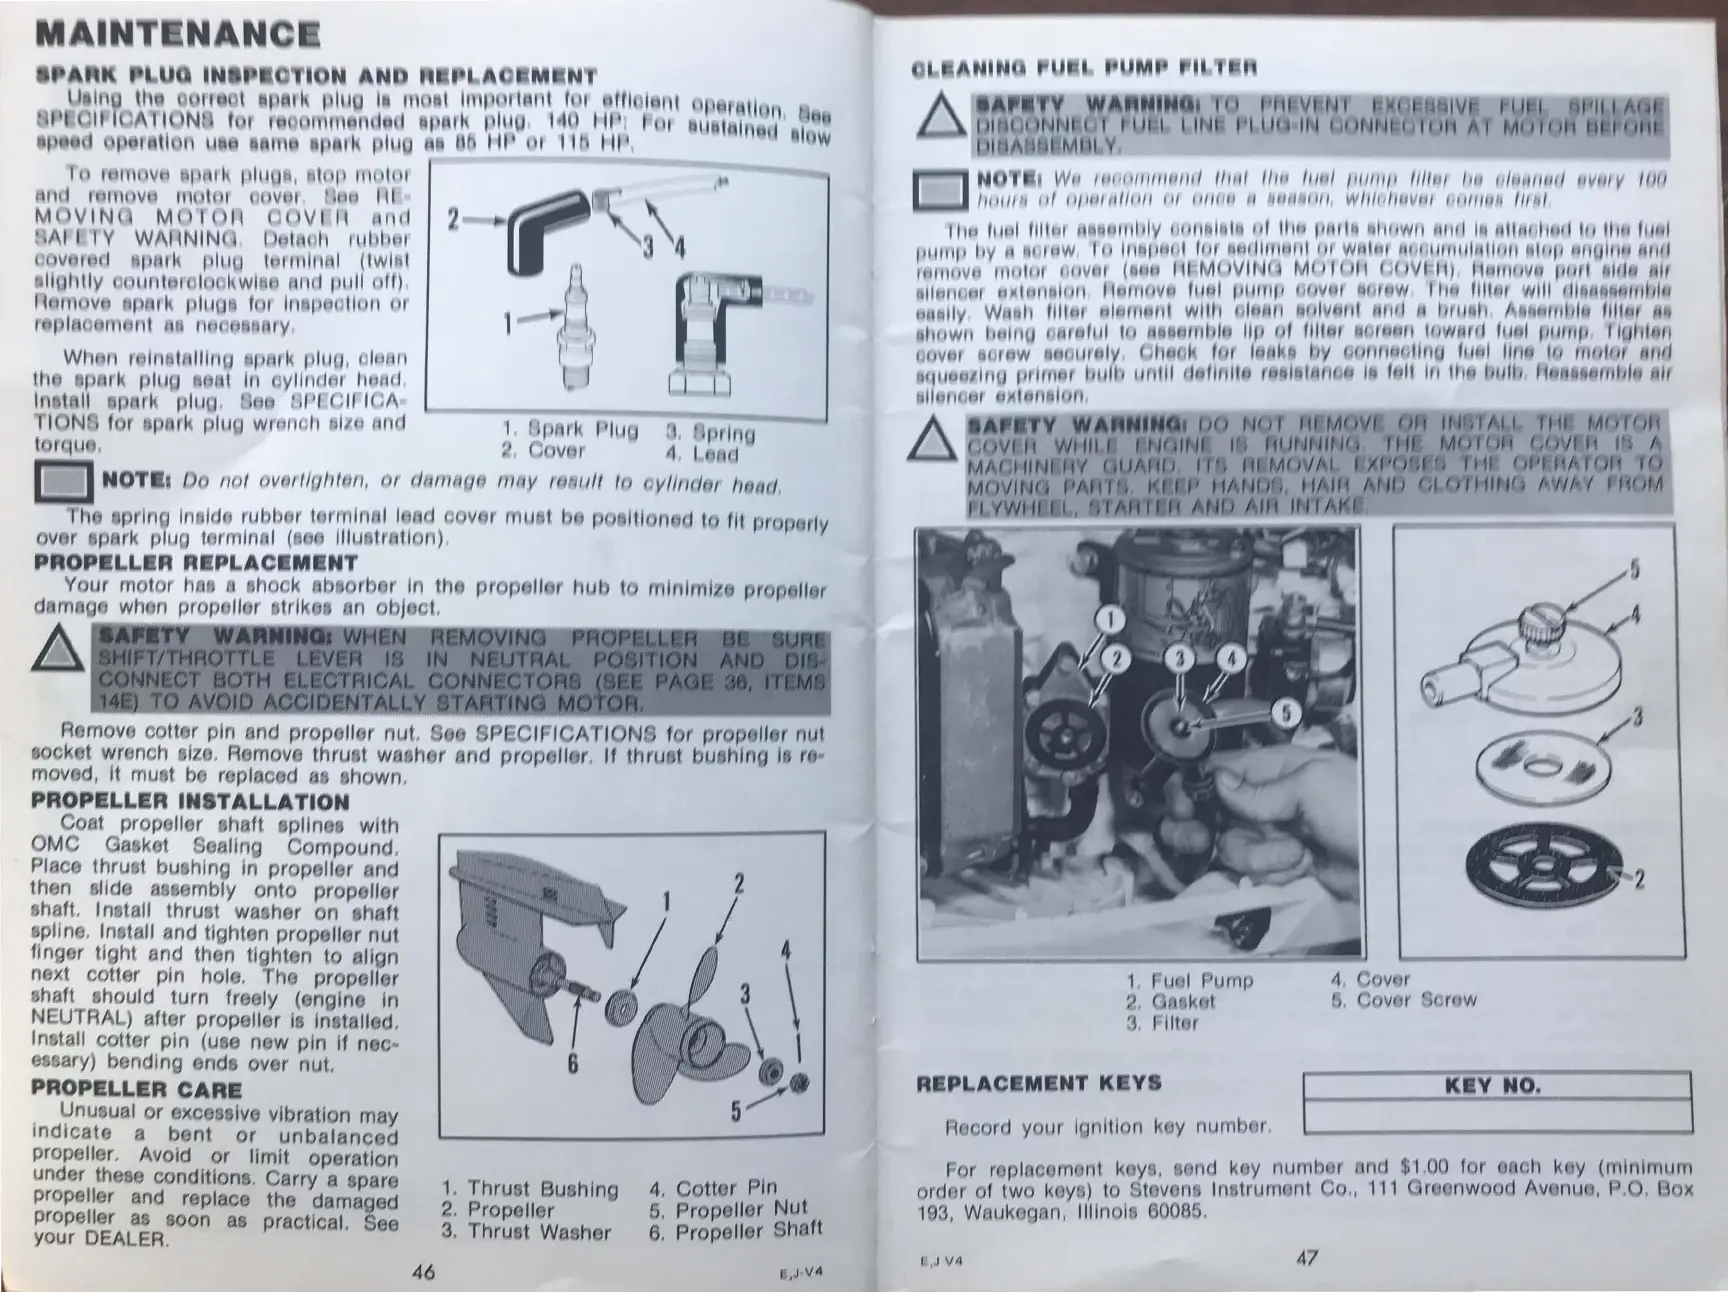 MAINTENANCE
SPARK PLUG INSPECTION AND REPLACEMENT
Using the correct spark plug is most important for efficient operation. See
SPECIFICATIONS for recommended spark plug. 140 HP: For sustained slow
speed operation use same spark plug as 85 HP or 115 HP.
To remove spark plugs, stop motor
and remove motor cover. See RE-
MOVING MOTOR COVER and
SAFETY WARNING. Detach rubber
covered spark plug terminal (twist
slightly counterclockwise and pull off).
Remove spark plugs for inspection or
replacement as necessary.
When reinstalling spark plug, clean
the spark plug seat in cylinder head.
Install spark plug. See SPECIFICA-
TIONS for spark plug wrench size and
torque.
2
3
4
1
1. Spark Plug
2. Cover
3. Spring
4. Lead
NOTE: Do not overtighten, or damage may result to cylinder head.
The spring inside rubber terminal lead cover must be positioned to fit properly
over spark plug terminal (see illustration).
PROPELLER REPLACEMENT
Your motor has a shock absorber in the propeller hub to minimize propeller
damage when propeller strikes an object.
SAFETY WARNING: WHEN REMOVING PROPELLER BE SURE
SHIFT/THROTTLE LEVER IS IN NEUTRAL POSITION AND DIS-
CONNECT BOTH ELECTRICAL CONNECTORS (SEE PAGE 36, ITEMS
14E) TO AVOID ACCIDENTALLY STARTING MOTOR.
Remove cotter pin and propeller nut. See SPECIFICATIONS for propeller nut
socket wrench size. Remove thrust washer and propeller. If thrust bushing is re-
moved, it must be replaced as shown.
PROPELLER INSTALLATION
Coat propeller shaft splines with
OMC Gasket Sealing Compound.
Place thrust bushing in propeller and
then slide assembly onto propeller
shaft. Install thrust washer on shaft
spline. Install and tighten propeller nut
finger tight and then tighten to align
next cotter pin hole. The propeller
shaft should turn freely (engine in
NEUTRAL) after propeller is installed.
Install cotter pin (use new pin if nec-
essary) bending ends over nut.
PROPELLER CARE
Unusual or excessive vibration may
indicate a bent or unbalanced
propeller. Avoid or limit operation
under these conditions. Carry a spare
propeller and replace the damaged
propeller as soon as practical. See
your DEALER.
1
2
4
3
6
5
1. Thrust Bushing
2. Propeller
3. Thrust Washer
4. Cotter Pin
5. Propeller Nut
6. Propeller Shaft
46
E,J-V4
CLEANING FUEL PUMP FILTER
SAFETY WARNING: TO PREVENT EXCESSIVE FUEL SPILLAGE
DISCONNECT FUEL LINE PLUG-IN CONNECTOR AT MOTOR BEFORE
DISASSEMBLY.
NOTE: We recommend that the fuel pump filter be cleaned every 100
hours of operation or once a season, whichever comes first.
The fuel filter assembly consists of the parts shown and is attached to the fuel
pump by a screw. To inspect for sediment or water accumulation stop engine and
remove motor cover (see REMOVING MOTOR COVER). Remove port side air
silencer extension. Remove fuel pump cover screw. The filter will disassemble
easily. Wash filter element with clean solvent and a brush. Assemble filter as
shown being careful to assemble lip of filter screen toward fuel pump. Tighten
cover screw securely. Check for leaks by connecting fuel line to motor and
squeezing primer bulb until definite resistance is felt in the bulb. Reassemble air
silencer extension.
SAFETY WARNING: DO NOT REMOVE OR INSTALL THE MOTOR
COVER WHILE ENGINE IS RUNNING. THE MOTOR COVER IS A
MACHINERY GUARD. ITS REMOVAL EXPOSES THE OPERATOR TO
MOVING PARTS. KEEP HANDS, HAIR AND CLOTHING AWAY FROM
FLYWHEEL, STARTER AND AIR INTAKE.
1
2
3
4
5
5
4
3
2
1. Fuel Pump
2. Gasket
3. Filter
4. Cover
5. Cover Screw
REPLACEMENT KEYS
KEY NO.
Record your ignition key number.
For replacement keys, send key number and $1.00 for each key (minimum
order of two keys) to Stevens Instrument Co., 111 Greenwood Avenue, P.O. Box
193, Waukegan, Illinois 60085.
E,J V4
47